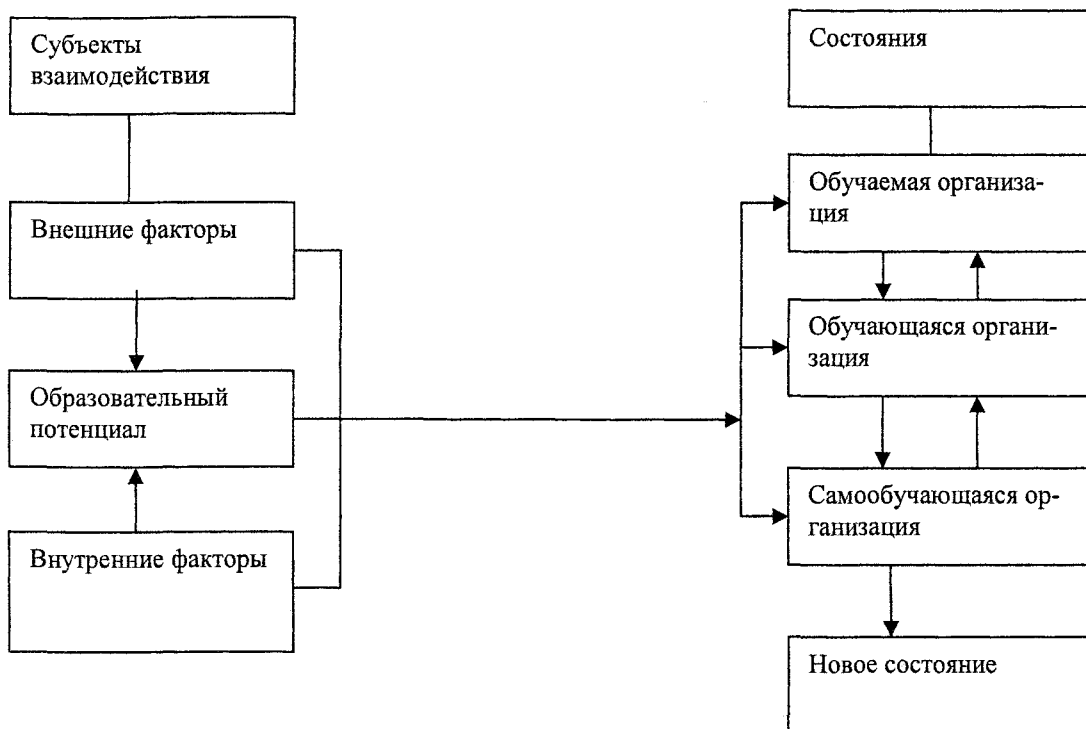 Субъекты
взаимодействия
Внешние факторы
Образовательный
потенциал
Внутренние факторы
Состояния
Обучаемая организа-
ция
Обучающаяся органи-
зация
Самообучающаяся ор-
ганизация
Новое состояние